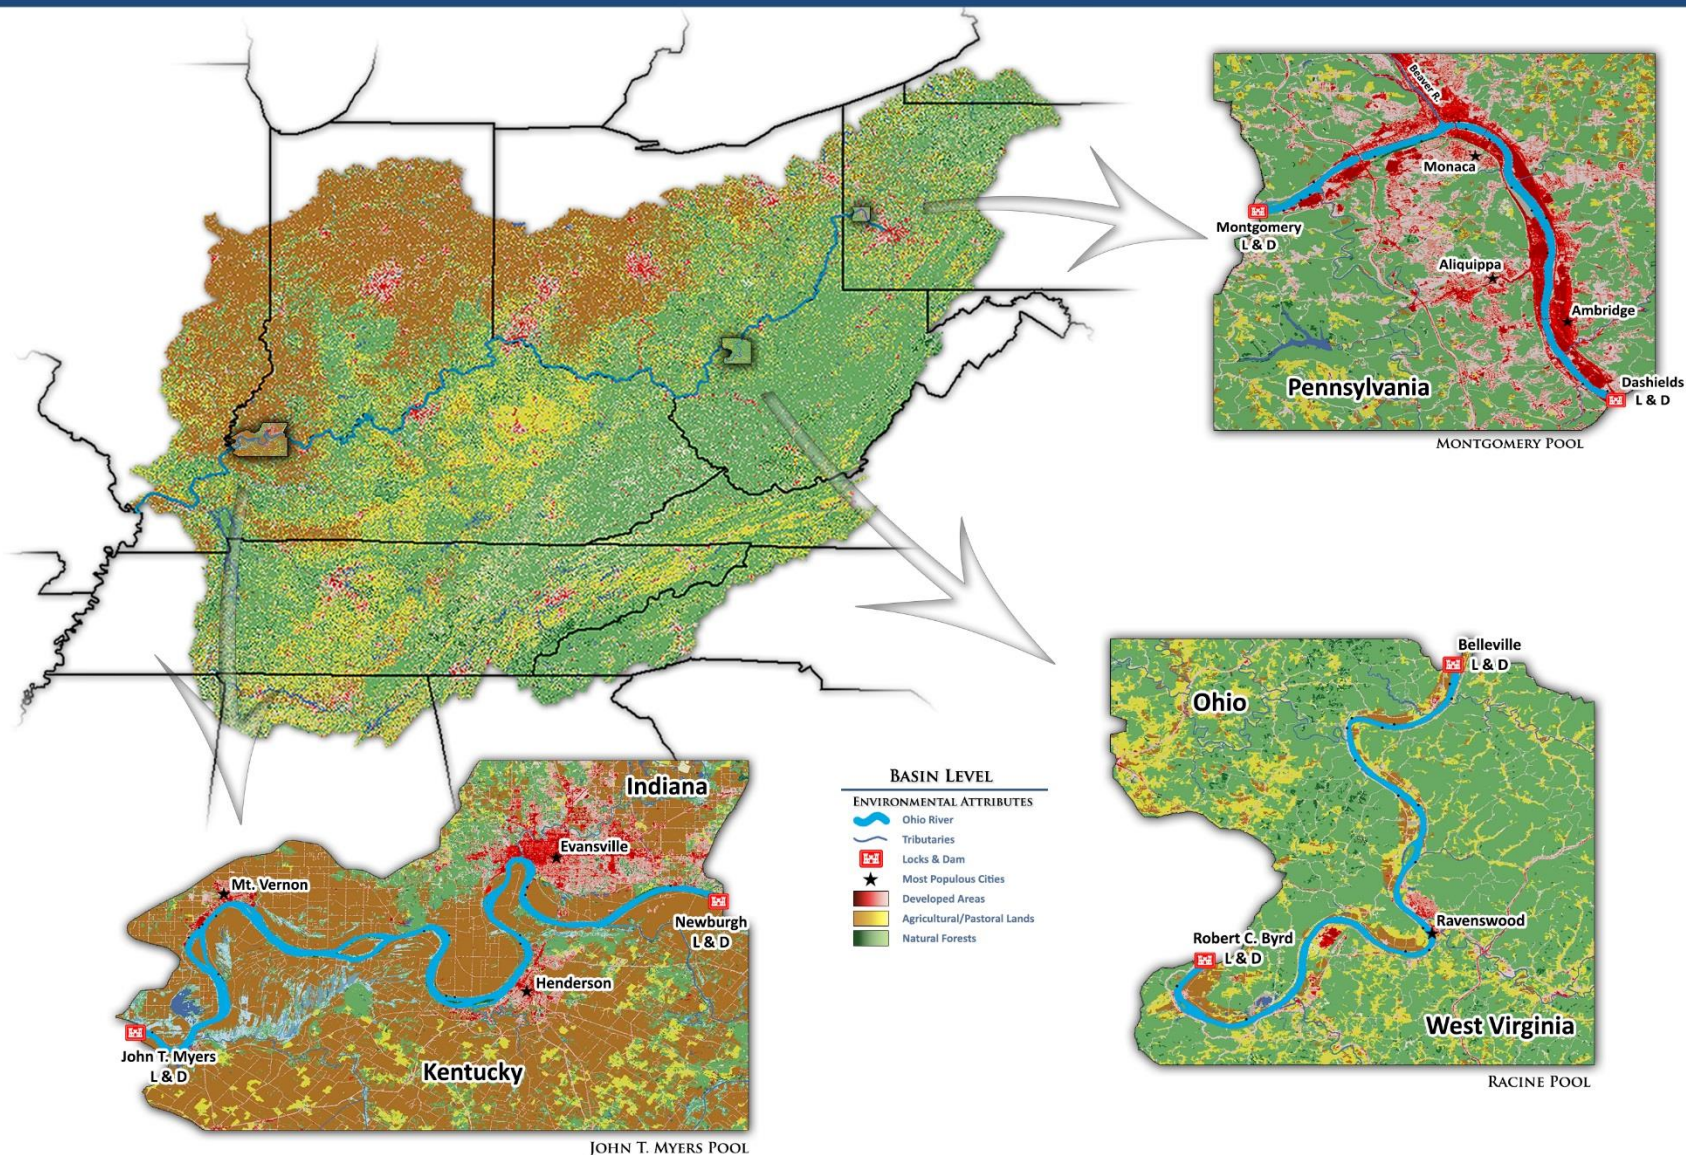 Beaver R.
Monaca
Montgomery
L & D
Aliquippa
Ambridge
Dashields
L & D
Pennsylvania
MONTGOMERY POOL
Belleville
L & D
Ohio
Ravenswood
Robert C. Byrd
L & D
West Virginia
RACINE POOL
BASIN LEVEL
ENVIRONMENTAL ATTRIBUTES
Ohio River
Tributaries
Locks & Dam
Most Populous Cities
Developed Areas
Agricultural/Pastoral Lands
Natural Forests
Indiana
Evansville
Mt. Vernon
Newburgh
L & D
Henderson
John T. Myers
L & D
Kentucky
JOHN T. MYERS POOL